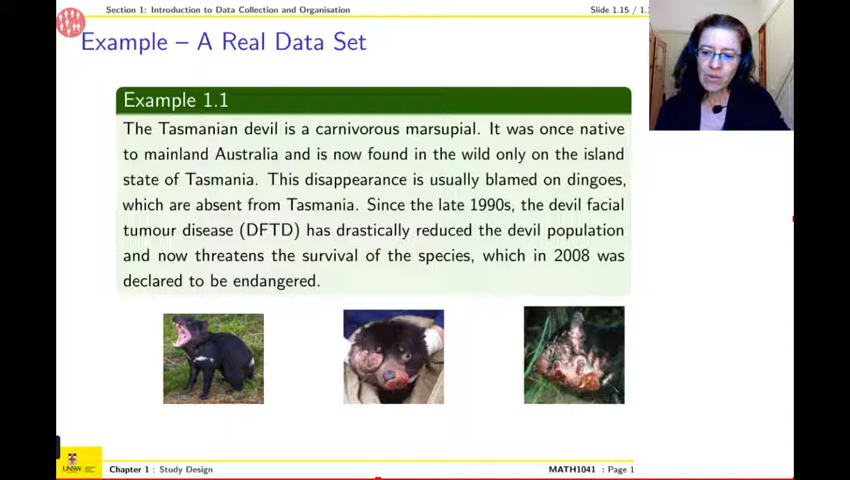 Section 1: Introduction to Data Collection and Organisation
Slide 1.15 / 1.
Example – A Real Data Set
Example 1.1
The Tasmanian devil is a carnivorous marsupial. It was once native
to mainland Australia and is now found in the wild only on the island
state of Tasmania. This disappearance is usually blamed on dingoes,
which are absent from Tasmania. Since the late 1990s, the devil facial
tumour disease (DFTD) has drastically reduced the devil population
and now threatens the survival of the species, which in 2008 was
declared to be endangered.
UNSW
Chapter 1 : Study Design
MATH1041 : Page 1